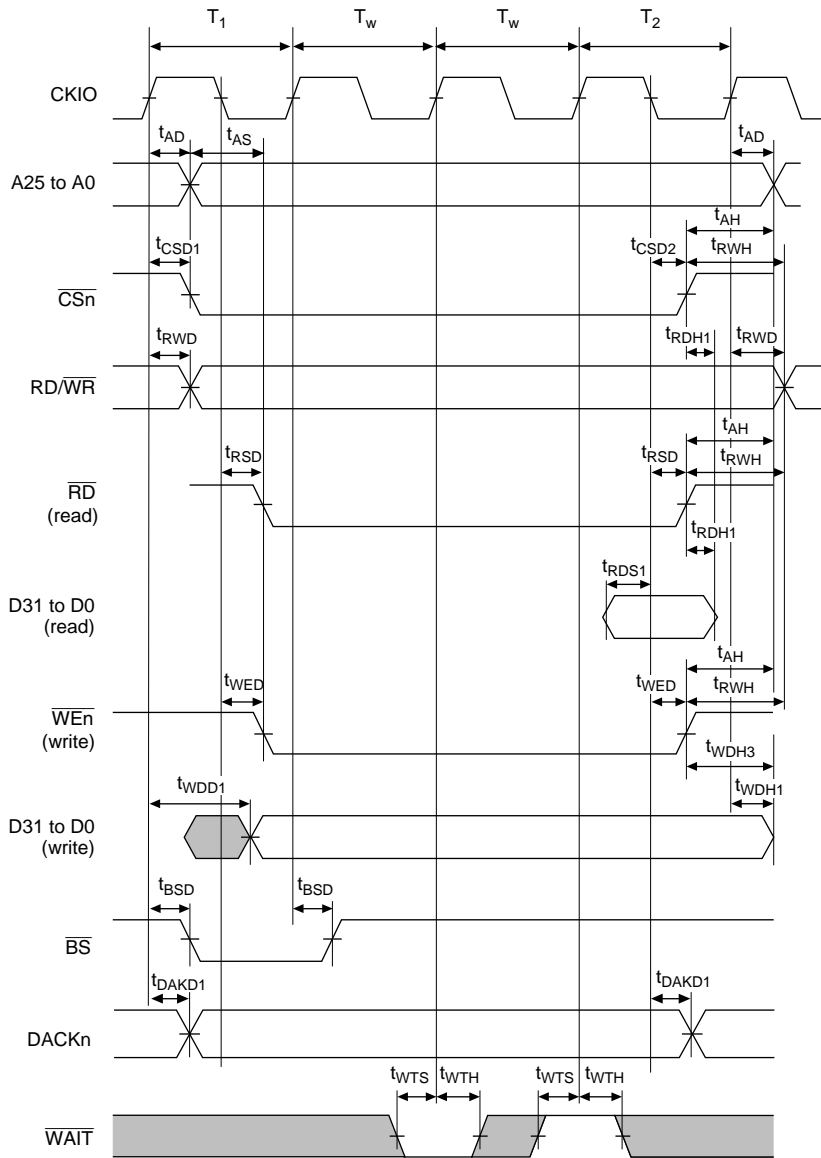 T1 Tw Tw T2
CKIO
tAD tAS tAD
A25 to A0
tAH
tCSD1 tCSD2 tRWH
CSn
tRWD tRDH1 tRWD
RD/WR
tAH
tRSD tRSD tRWH
RD
(read)
tRDH1
tRDS1
D31 to D0
(read)
tAH
tWED tWED tRWH
WEn
(write)
tWDH3
tWDD1 tWDH1
D31 to D0
(write)
tBSD tBSD
BS
tDAKD1 tDAKD1
DACKn
tWTS tWTH tWTS tWTH
WAIT